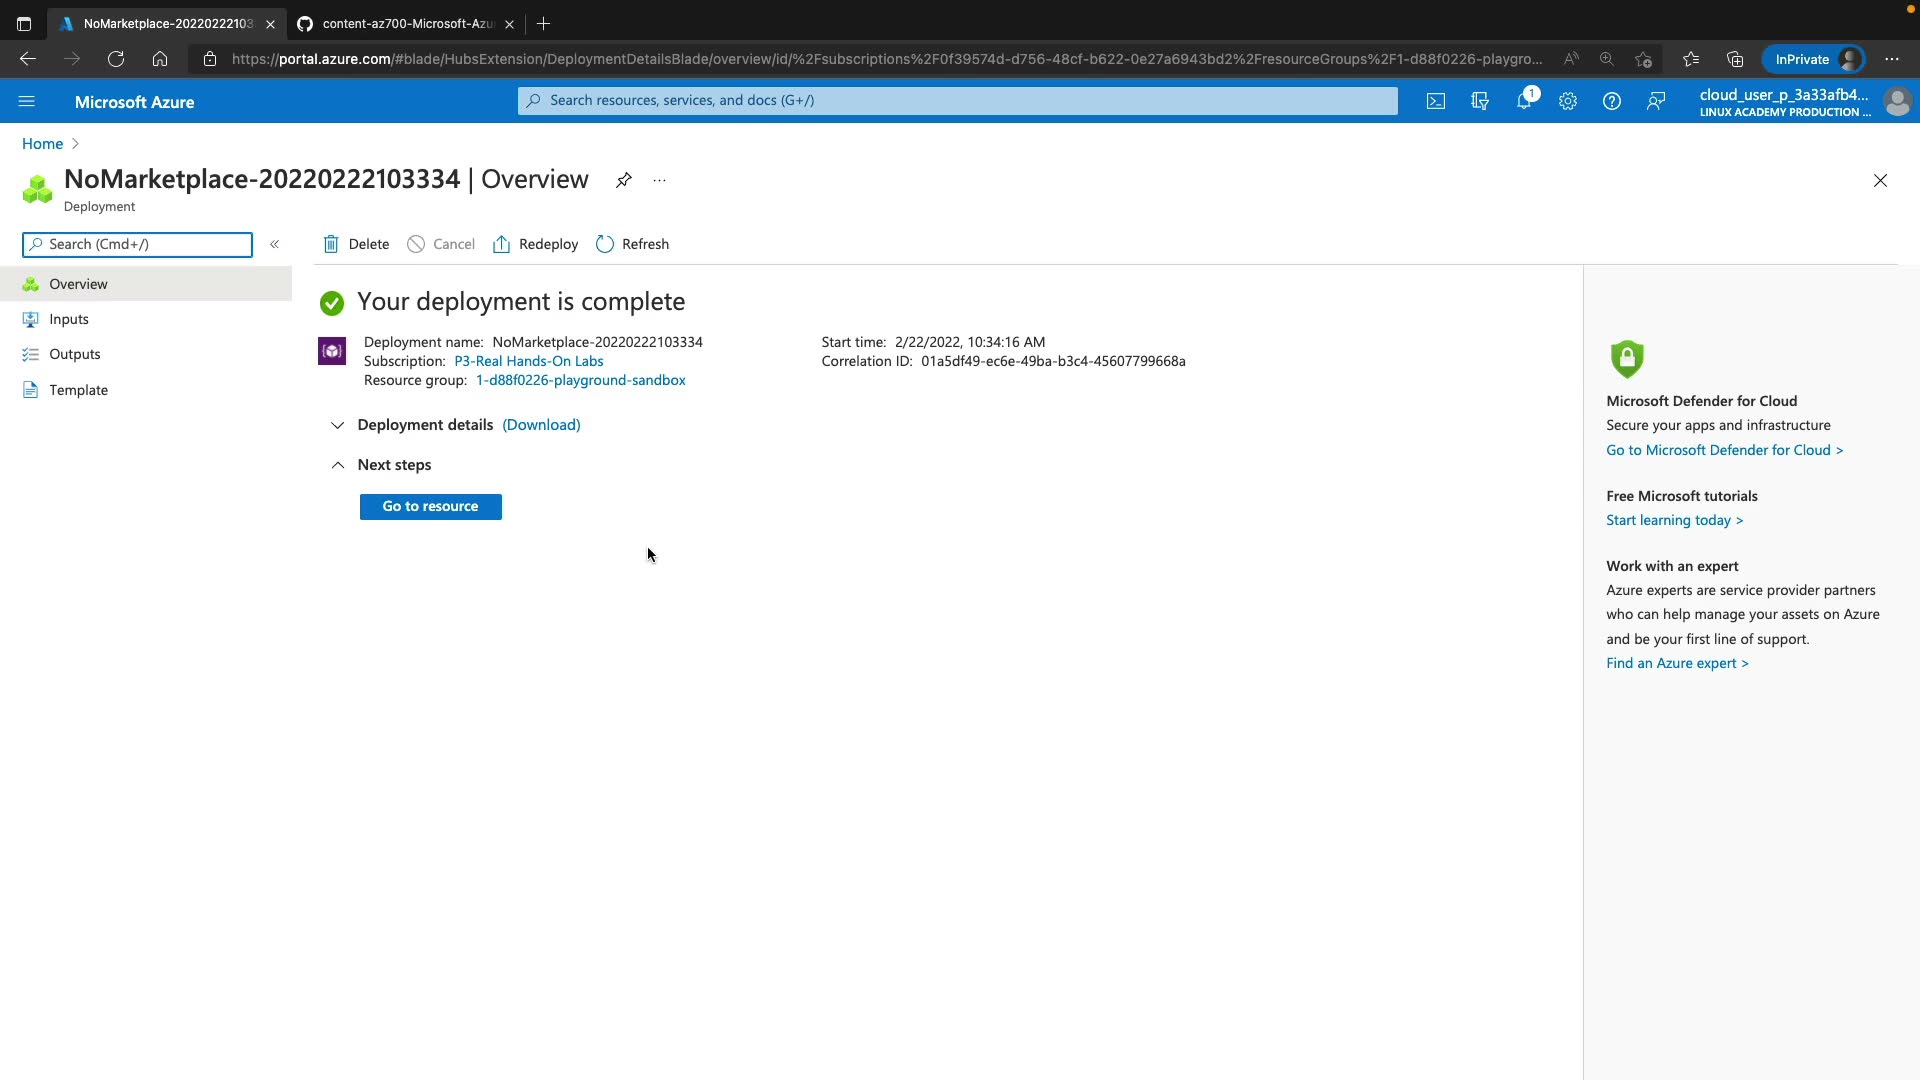 NoMarketplace-20220222103
content-az700-Microsoft-Azu
https://portal.azure.com/#blade/HubsExtension/DeploymentDetailsBlade/overview/id/%2Fsubscriptions%2F0f39574d-d756-48cf-b622-0e27a6943bd2%2FresourceGroups%2F1-d88f0226-playgro...
InPrivate
Microsoft Azure
Search resources, services, and docs (G+/)
1
cloud_user_p_3a33afb4...
LINUX ACADEMY PRODUCTION ...
Home
NoMarketplace-20220222103334 | Overview
Deployment
Search (Cmd+/)
Delete
Cancel
Redeploy
Refresh
Overview
Inputs
Outputs
Template
Your deployment is complete
Deployment name: NoMarketplace-20220222103334
Subscription: P3-Real Hands-On Labs
Resource group: 1-d88f0226-playground-sandbox
Start time: 2/22/2022, 10:34:16 AM
Correlation ID: 01a5df49-ec6e-49ba-b3c4-45607799668a
Deployment details (Download)
Next steps
Go to resource
Microsoft Defender for Cloud
Secure your apps and infrastructure
Go to Microsoft Defender for Cloud >
Free Microsoft tutorials
Start learning today >
Work with an expert
Azure experts are service provider partners
who can help manage your assets on Azure
and be your first line of support.
Find an Azure expert >